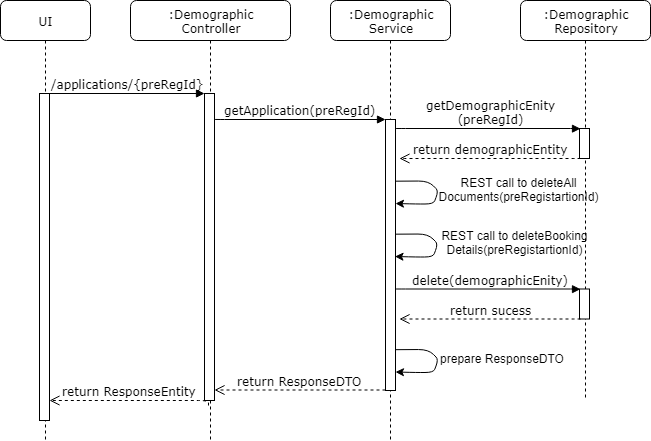 UI
:Demographic
Controller
:Demographic
Service
:Demographic
Repository
/applications/{preRegId}
getApplication(preRegId)
getDemographicEnity
(preRegId)
return demographicEntity
REST call to deleteAll
Documents(preRegistartionId)
REST call to deleteBooking
Details(preRegistartionId)
delete(demographicEnity)
return sucess
prepare ResponseDTO
return ResponseDTO
return ResponseEntity